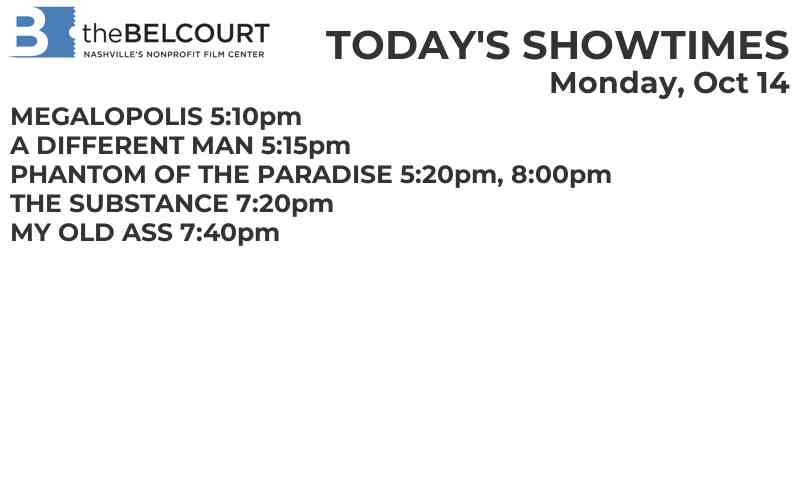 B theBELCOURT
NASHVILLE'S NONPROFIT FILM CENTER
TODAY'S SHOWTIMES
Monday, Oct 14
MEGALOPOLIS 5:10pm
A DIFFERENT MAN 5:15pm
PHANTOM OF THE PARADISE 5:20pm, 8:00pm
THE SUBSTANCE 7:20pm
MY OLD ASS 7:40pm